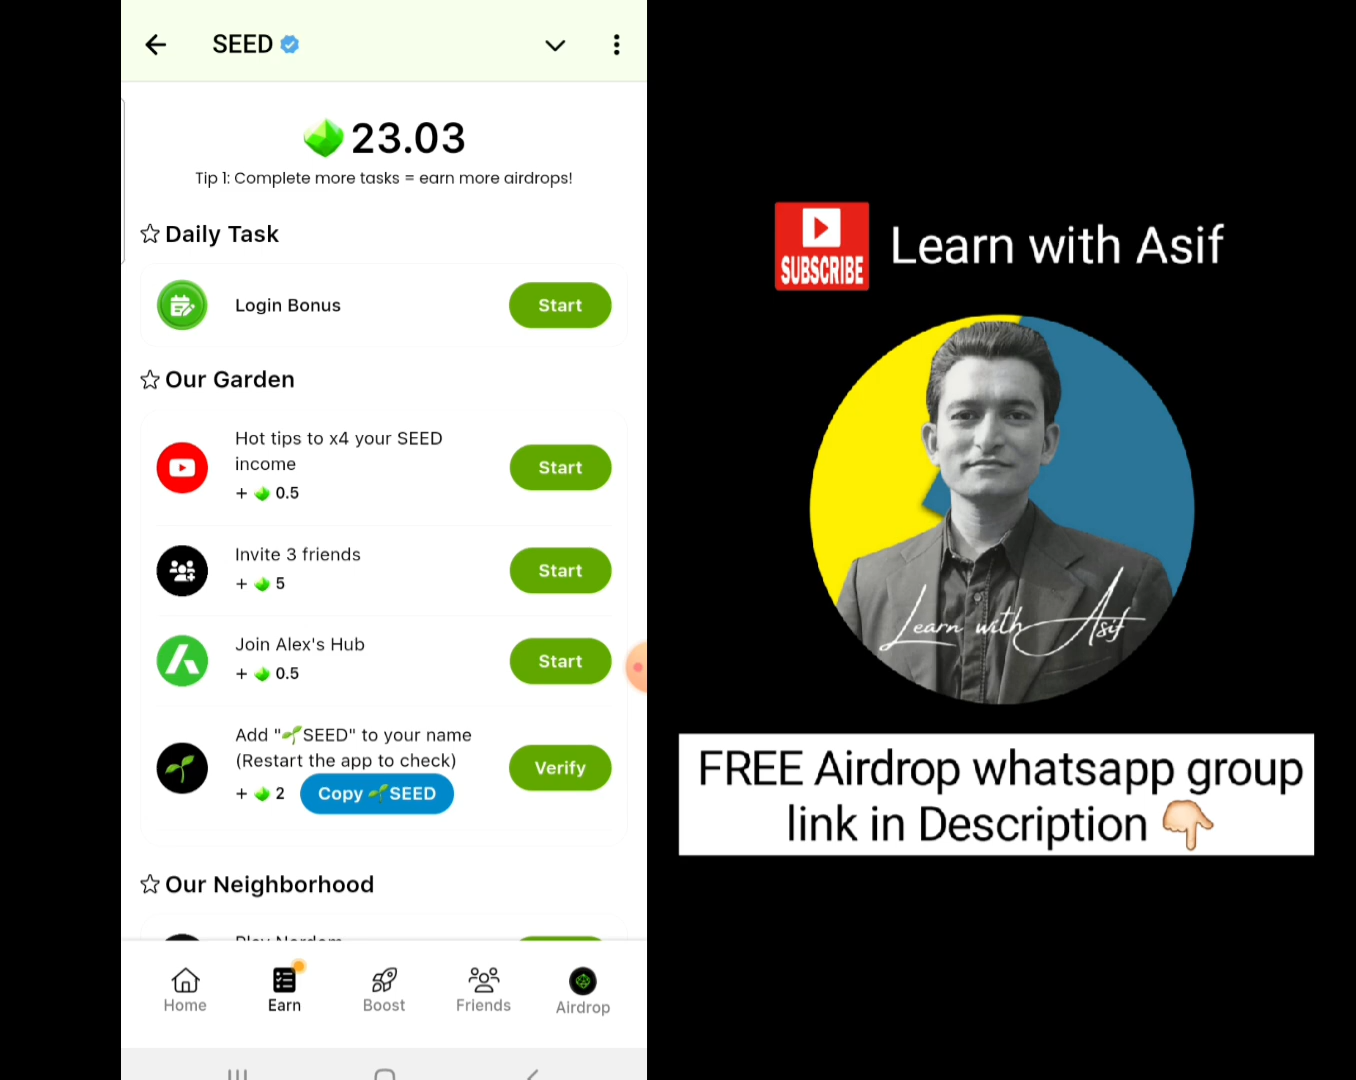 SEED
23.03
Tip 1: Complete more tasks = earn more airdrops!
Daily Task
Login Bonus
Start
Our Garden
Hot tips to x4 your SEED
income
+ 0.5
Start
Invite 3 friends
+ 5
Start
Join Alex's Hub
+ 0.5
Start
Add "🌱SEED" to your name
(Restart the app to check)
+ 2
Copy 🌱SEED
Verify
Our Neighborhood
Home
Earn
Boost
Friends
Airdrop
SUBSCRIBE
Learn with Asif
Learn with Asif
FREE Airdrop whatsapp group
link in Description 👇🏻